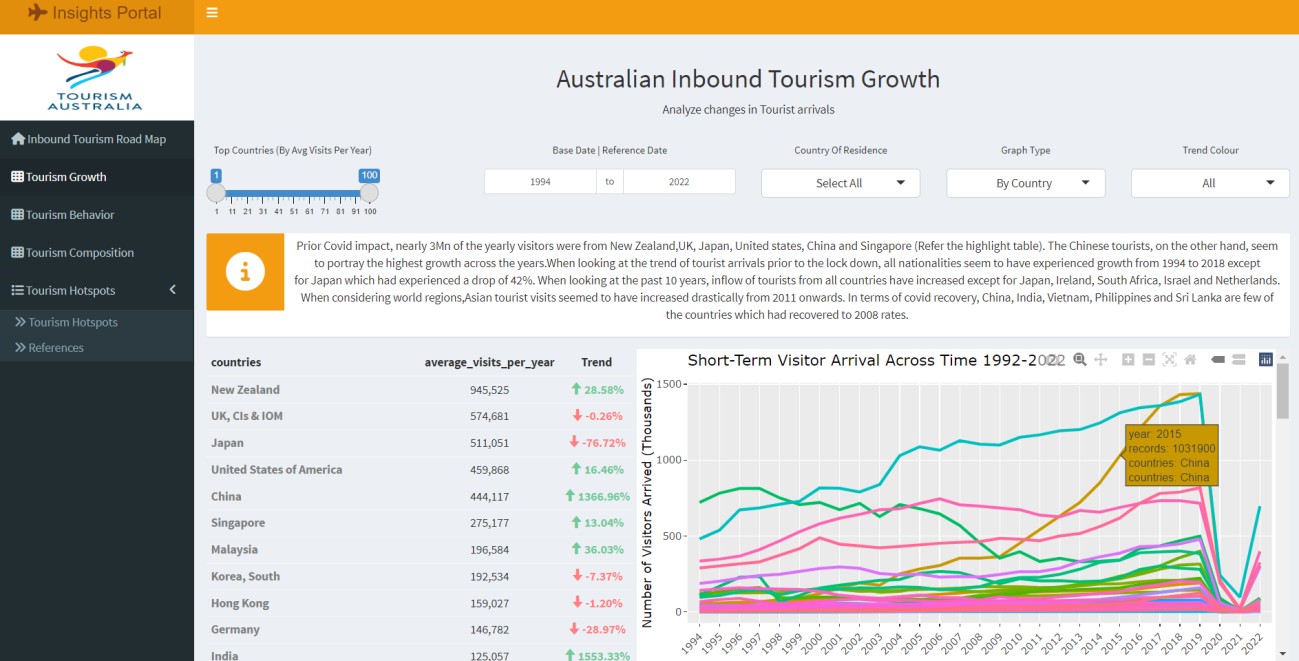 Insights Portal
TOURISM
AUSTRALIA
Inbound Tourism Road Map
Tourism Growth
Tourism Behavior
Tourism Composition
Tourism Hotspots
Tourism Hotspots
References
Australian Inbound Tourism Growth
Analyze changes in Tourist arrivals
Top Countries (By Avg Visits Per Year)
1 100
1 11 21 31 41 51 61 71 81 91 100
Base Date | Reference Date
1994 to 2022
Country Of Residence
Select All
Graph Type
By Country
Trend Colour
All
Prior Covid impact, nearly 3Mn of the yearly visitors were from New Zealand,UK, Japan, United states, China and Singapore (Refer the highlight table). The Chinese tourists, on the other hand, seem
to portray the highest growth across the years.When looking at the trend of tourist arrivals prior to the lock down, all nationalities seem to have experienced growth from 1994 to 2018 except
for Japan which had experienced a drop of 42%. When looking at the past 10 years, inflow of tourists from all countries have increased except for Japan, Ireland, South Africa, Israel and Netherlands.
When considering world regions,Asian tourist visits seemed to have increased drastically from 2011 onwards. In terms of covid recovery, China, India, Vietnam, Philippines and Sri Lanka are few of
the countries which had recovered to 2008 rates.
countries average_visits_per_year Trend
New Zealand 945,525 28.58%
UK, CIs & IOM 574,681 -0.26%
Japan 511,051 -76.72%
United States of America 459,868 16.46%
China 444,117 1366.96%
Singapore 275,177 13.04%
Malaysia 196,584 36.03%
Korea, South 192,534 -7.37%
Hong Kong 159,027 -1.20%
Germany 146,782 -28.97%
India 125,057 1553.33%
Short-Term Visitor Arrival Across Time 1992-2022
Number of Visitors Arrived (Thousands)
1500
1000
500
0
year: 2015
records: 1031900
countries: China
countries: China
1994 1995 1996 1997 1998 1999 2000 2001 2002 2003 2004 2005 2006 2007 2008 2009 2010 2011 2012 2013 2014 2015 2016 2017 2018 2019 2020 2021 2022